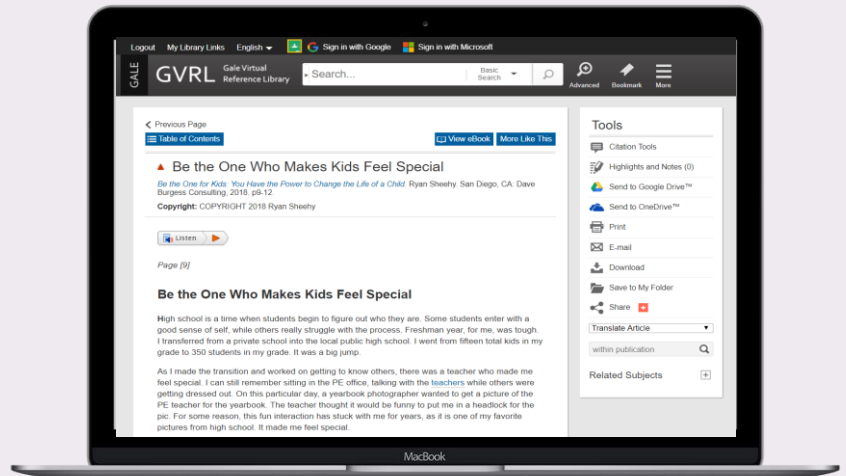 Logout My Library Links English Sign in with Google Sign in with Microsoft
GALE
GVRL Gale Virtual
Reference Library
Search...
Basic
Search
Advanced Bookmark More
Previous Page
Table of Contents View eBook More Like This
Be the One Who Makes Kids Feel Special
Be the One for Kids: You Have the Power to Change the Life of a Child. Ryan Sheehy. San Diego, CA: Dave
Burgess Consulting, 2018. p9-12.
Copyright: COPYRIGHT 2018 Ryan Sheehy
Listen
Page [9]
Be the One Who Makes Kids Feel Special
High school is a time when students begin to figure out who they are. Some students enter with a
good sense of self, while others really struggle with the process. Freshman year, for me, was tough.
I transferred from a private school into the local public high school. I went from fifteen total kids in my
grade to 350 students in my grade. It was a big jump.
As I made the transition and worked on getting to know others, there was a teacher who made me
feel special. I can still remember sitting in the PE office, talking with the teachers while others were
getting dressed out. On this particular day, a yearbook photographer wanted to get a picture of the
PE teacher for the yearbook. The teacher thought it would be funny to put me in a headlock for the
pic. For some reason, this fun interaction has stuck with me for years, as it is one of my favorite
pictures from high school. It made me feel special.
Tools
Citation Tools
Highlights and Notes (0)
Send to Google Drive™
Send to OneDrive™
Print
E-mail
Download
Save to My Folder
Share
Translate Article
within publication
Related Subjects
MacBook